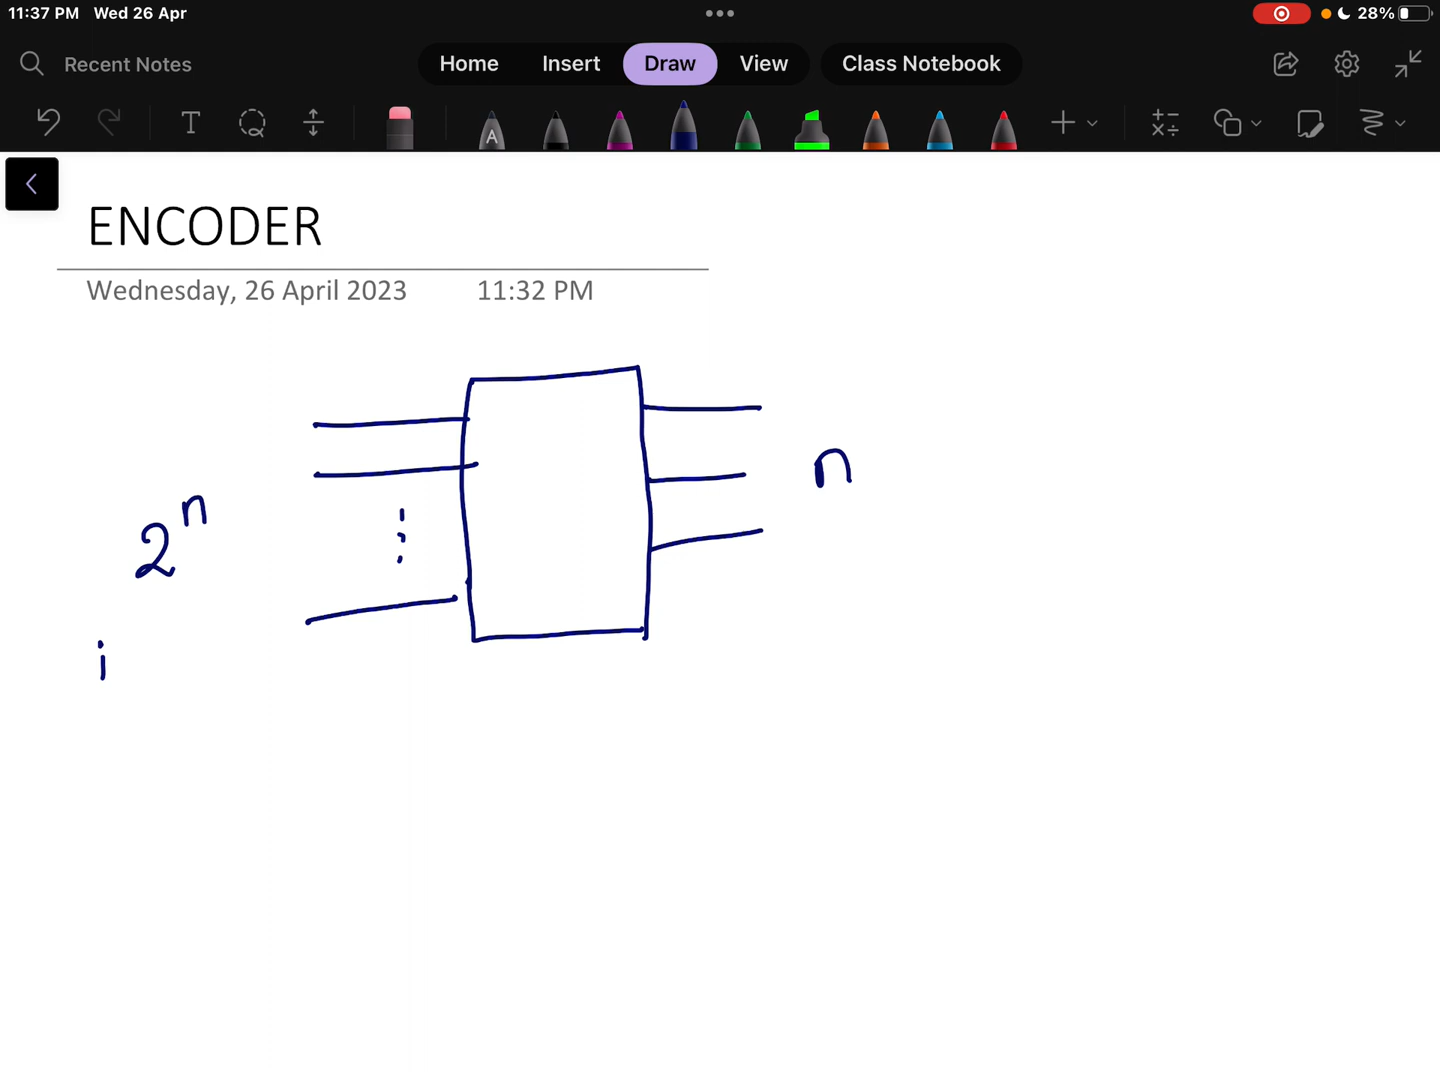 11:37 PM Wed 26 Apr 28%
Recent Notes Home Insert Draw View Class Notebook
T A
ENCODER
Wednesday, 26 April 2023 11:32 PM
n
2^n
i